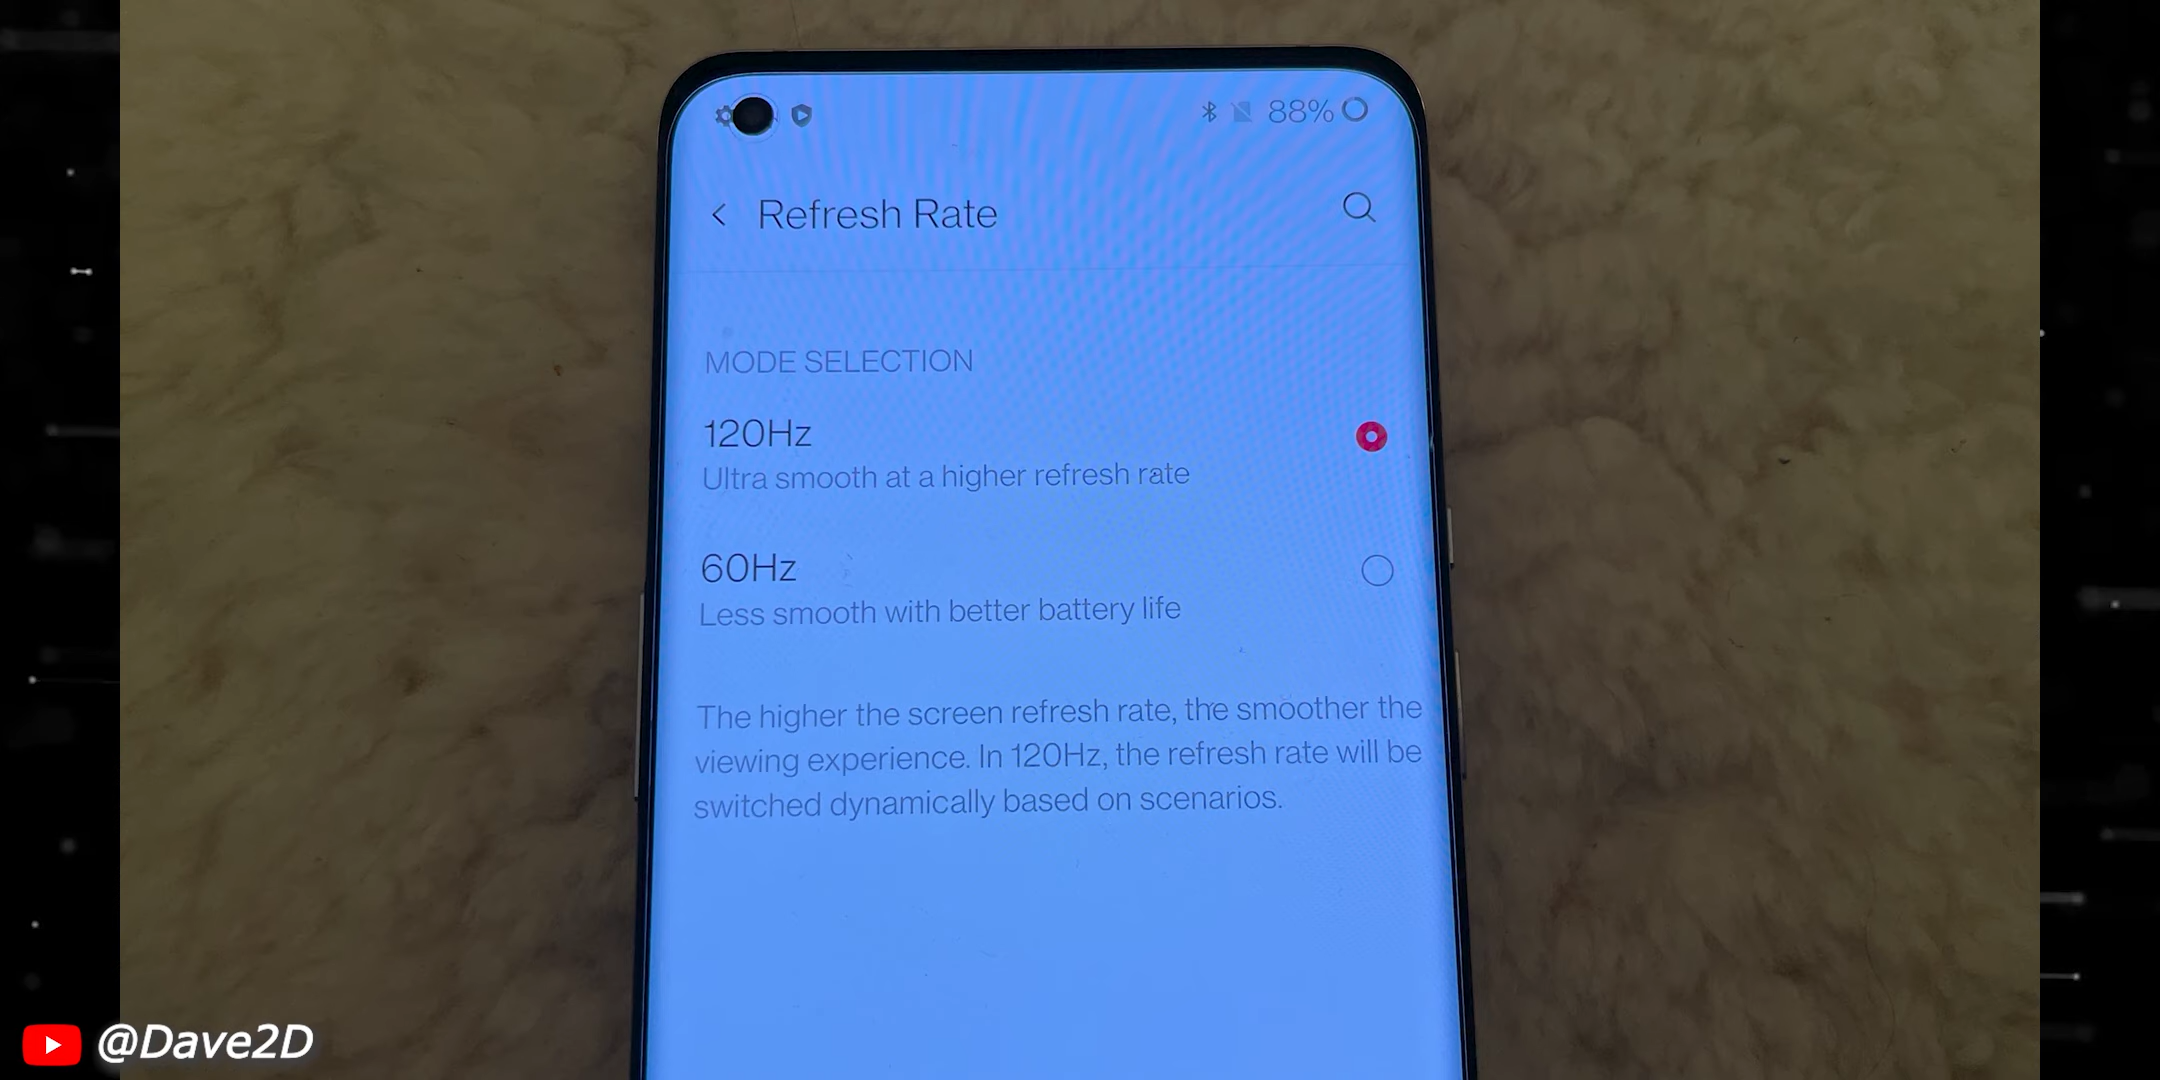 88%
Refresh Rate
MODE SELECTION
120Hz
Ultra smooth at a higher refresh rate
60Hz
Less smooth with better battery life
The higher the screen refresh rate, the smoother the
viewing experience. In 120Hz, the refresh rate will be
switched dynamically based on scenarios.
@Dave2D